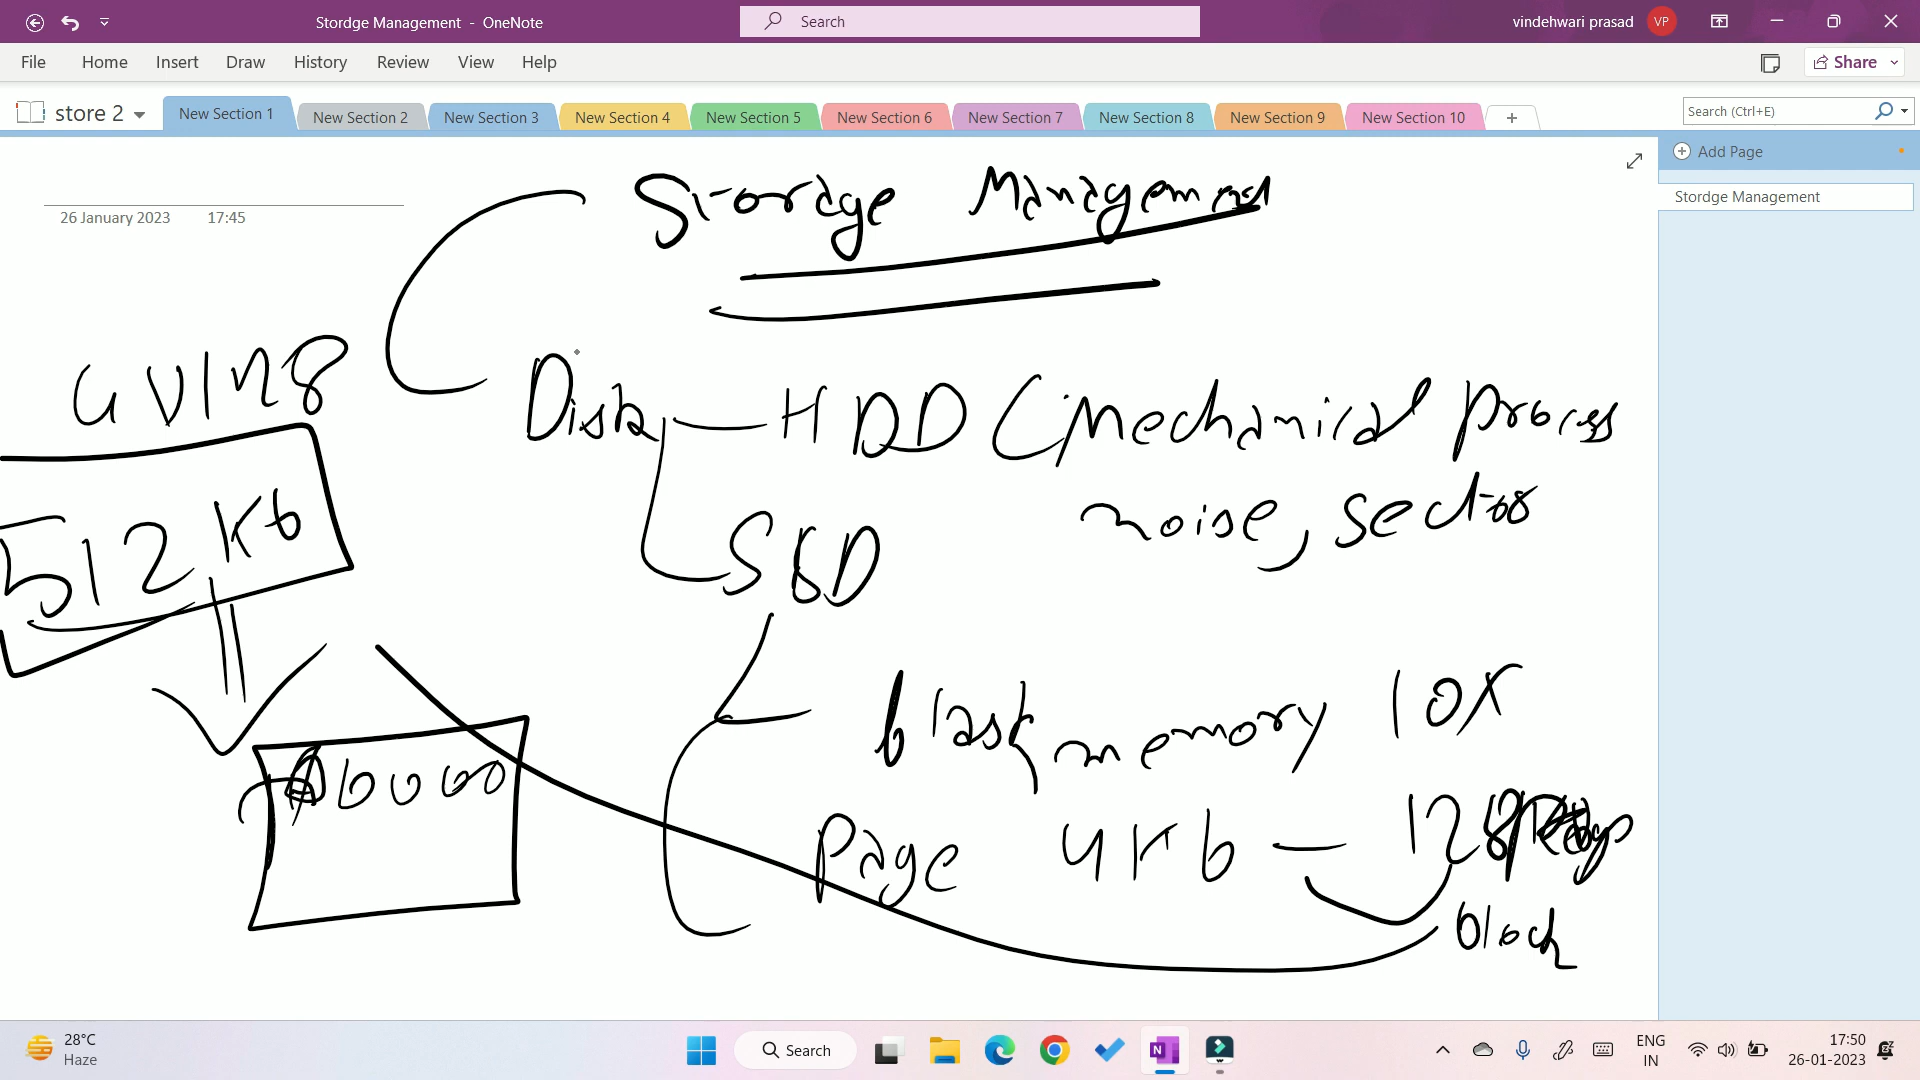 Stordge Management - OneNote
Search
vindehwari prasad
VP
File Home Insert Draw History Review View Help
Share
store 2
New Section 1 New Section 2 New Section 3 New Section 4 New Section 5 New Section 6 New Section 7 New Section 8 New Section 9 New Section 10 +
Search (Ctrl+E)
Add Page
Stordge Management
26 January 2023 17:45
Storage Management
Disk HDD (Mechanical process
noise, sectors
SSD
512 Kb
memory 10X
Page 4Kb - 128
block
28°C
Haze
Search
ENG
IN
17:50
26-01-2023